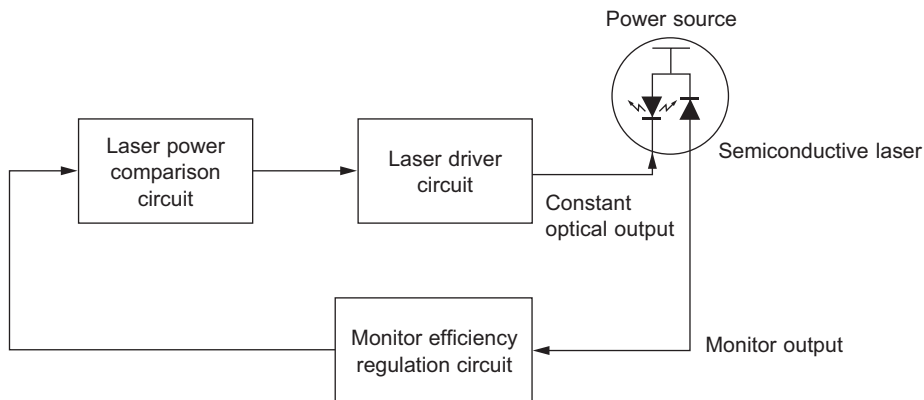 Power source
Laser power
comparison
circuit
Laser driver
circuit
Semiconductive laser
Constant
optical output
Monitor efficiency
regulation circuit
Monitor output